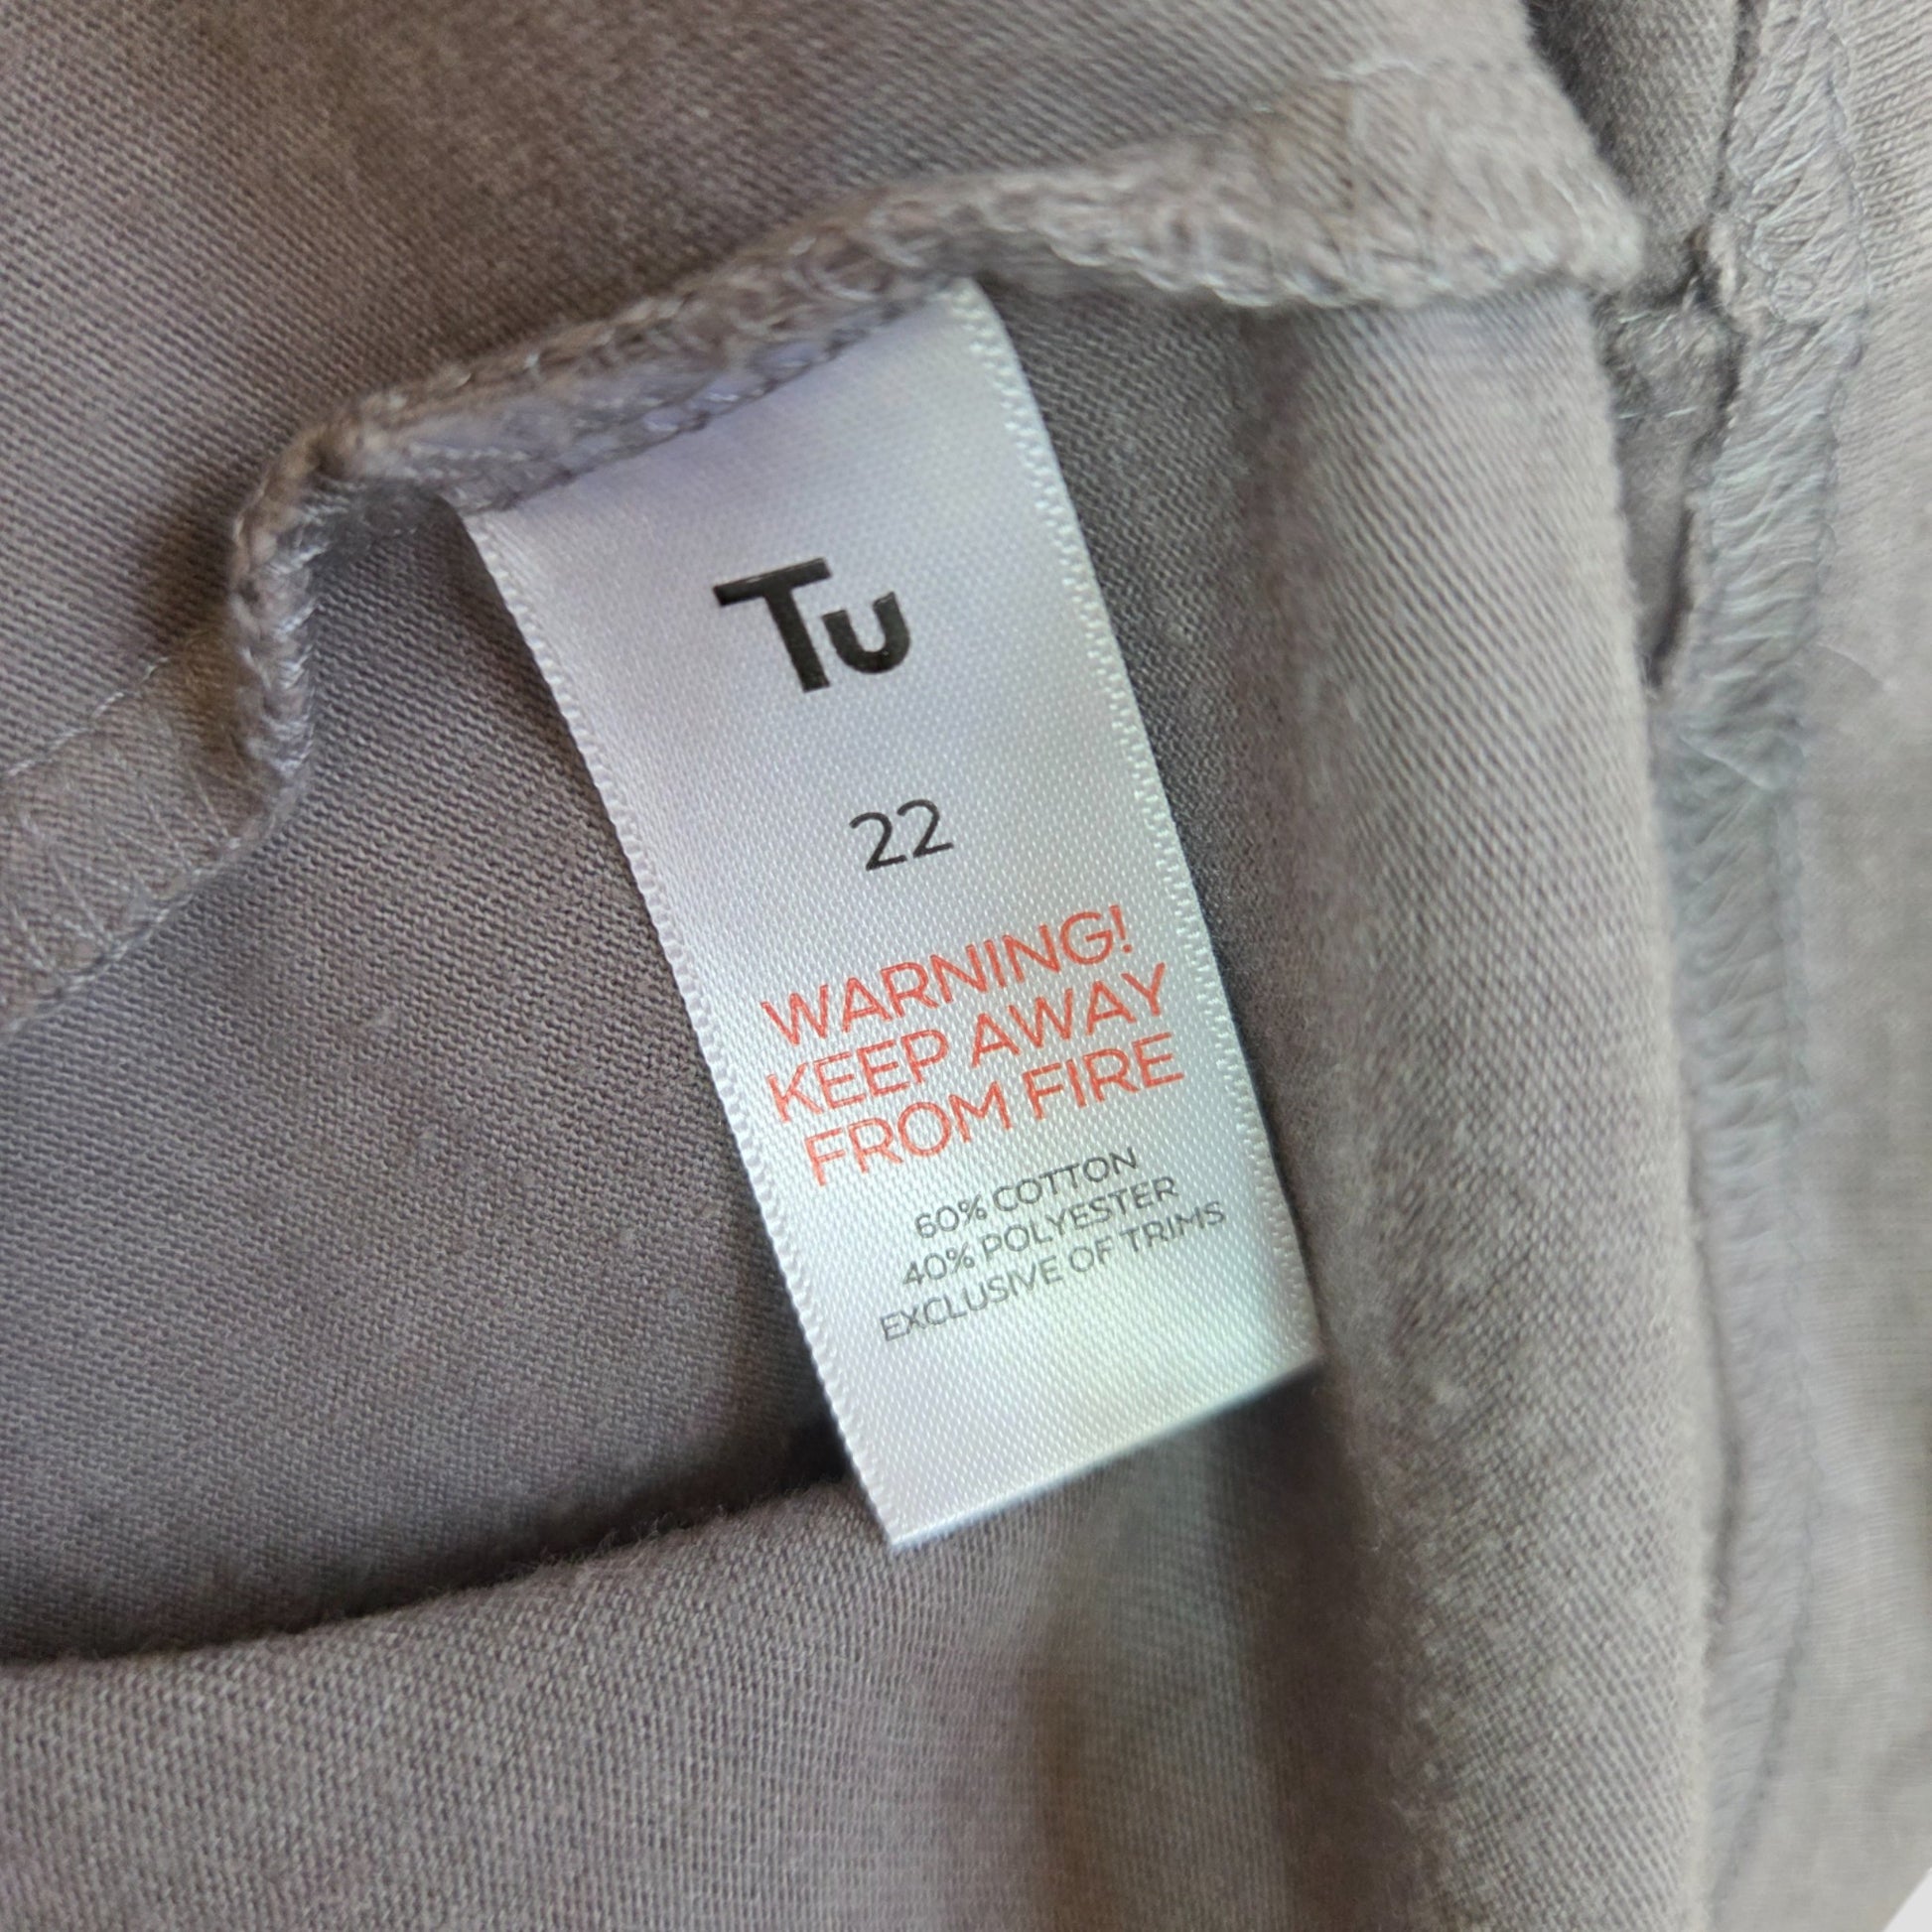 Tu
22
WARNING!
KEEP AWAY
FROM FIRE
60% COTTON
40% POLYESTER
EXCLUSIVE OF TRIMS